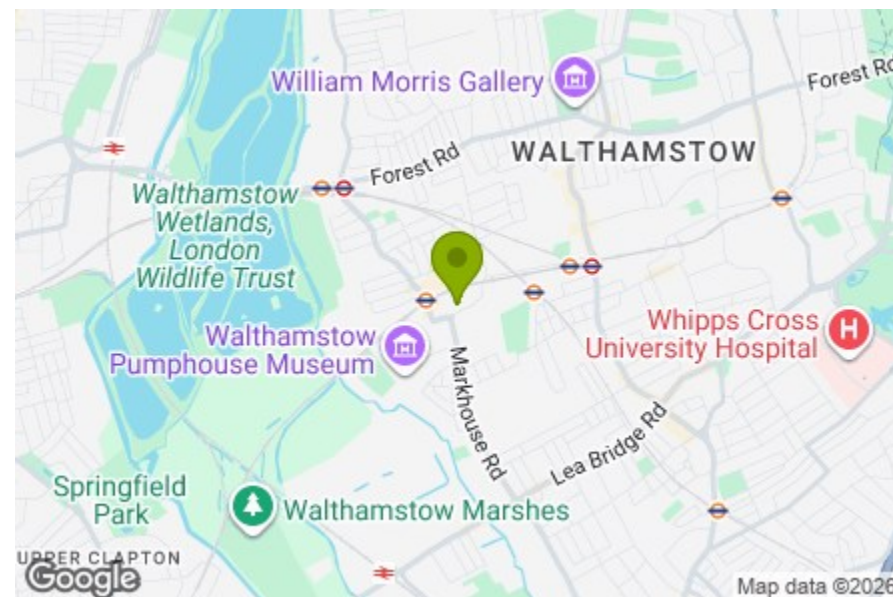 William Morris Gallery
Forest Rd
Forest Rd
WALTHAMSTOW
Walthamstow
Wetlands,
London
Wildlife Trust
Whipps Cross
University Hospital
H
Walthamstow
Pumphouse Museum
Markhouse Rd
Lea Bridge Rd
Springfield
Park
Walthamstow Marshes
UPPER CLAPTON
Google
Map data ©2026